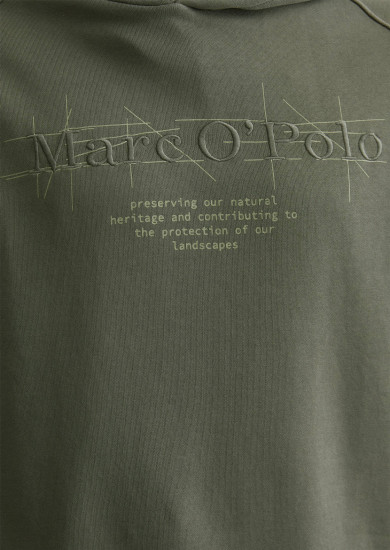 Marc O'Polo
preserving our natural
heritage and contributing to
the protection of our
landscapes